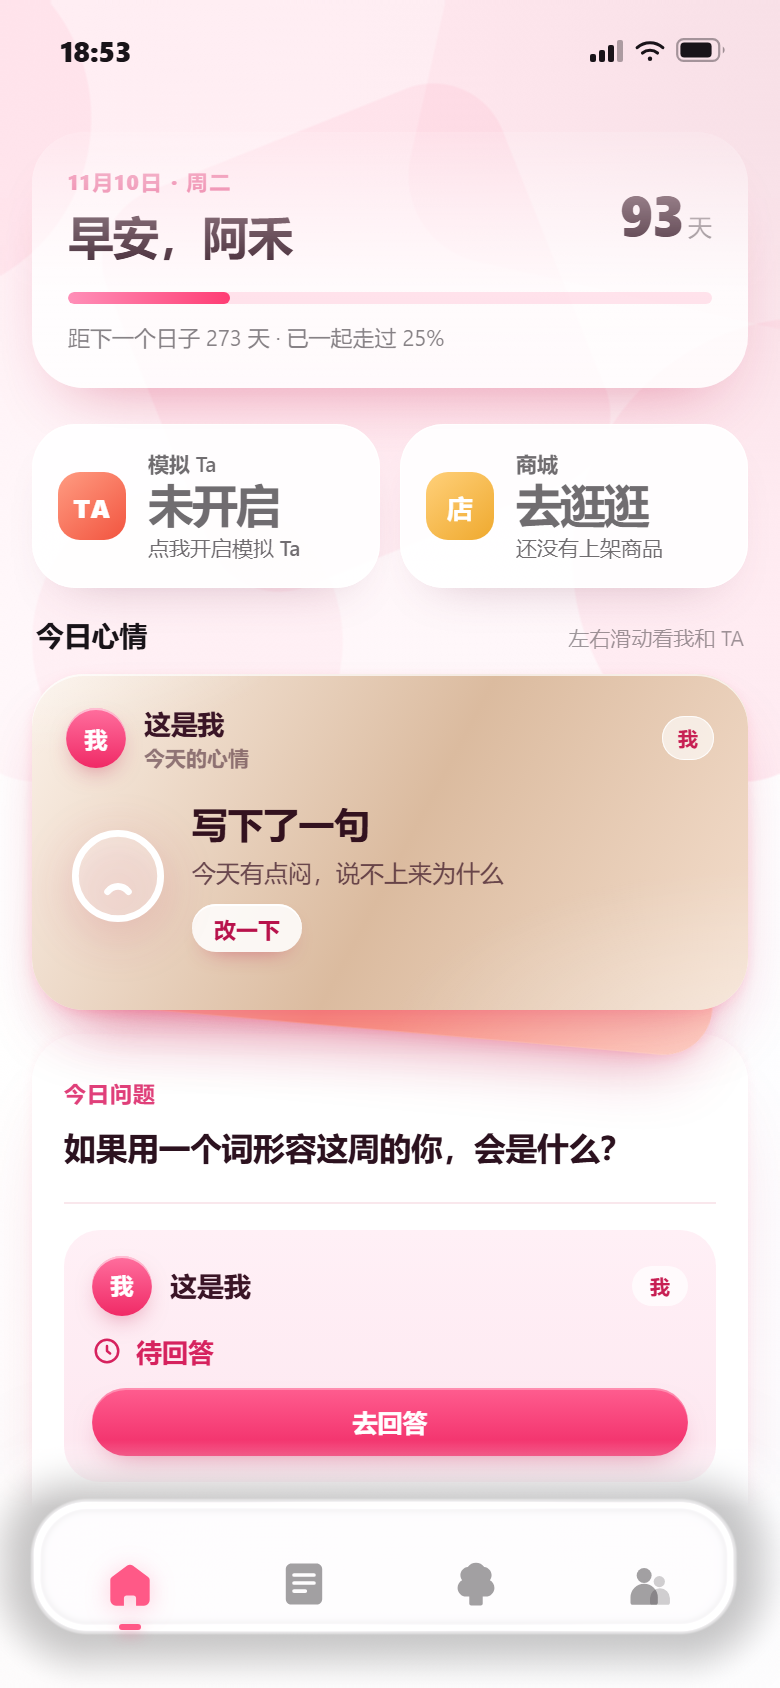 18:53
11月10日 · 周二
早安，阿禾
93天
距下一个日子 273 天 · 已一起走过 25%
TA
模拟 Ta
未开启
点我开启模拟 Ta
店
商城
去逛逛
还没有上架商品
今日心情
左右滑动看我和 TA
我
这是我
今天的心情
我
写下了一句
今天有点闷，说不上来为什么
改一下
今日问题
如果用一个词形容这周的你，会是什么？
我
这是我
我
待回答
去回答